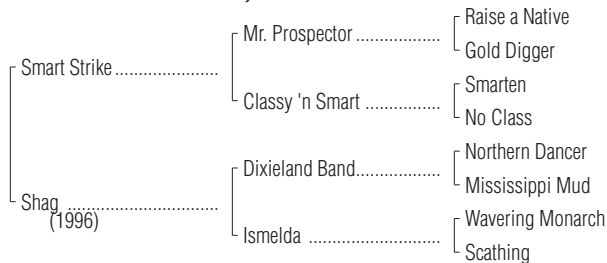 Raise a Native
Mr. Prospector ..................
Gold Digger
Smart Strike ......................
Smarten
Classy 'n Smart ................
No Class
Northern Dancer
Dixieland Band..................
Mississippi Mud
Shag ................................
(1996)
Wavering Monarch
Ismelda ............................
Scathing